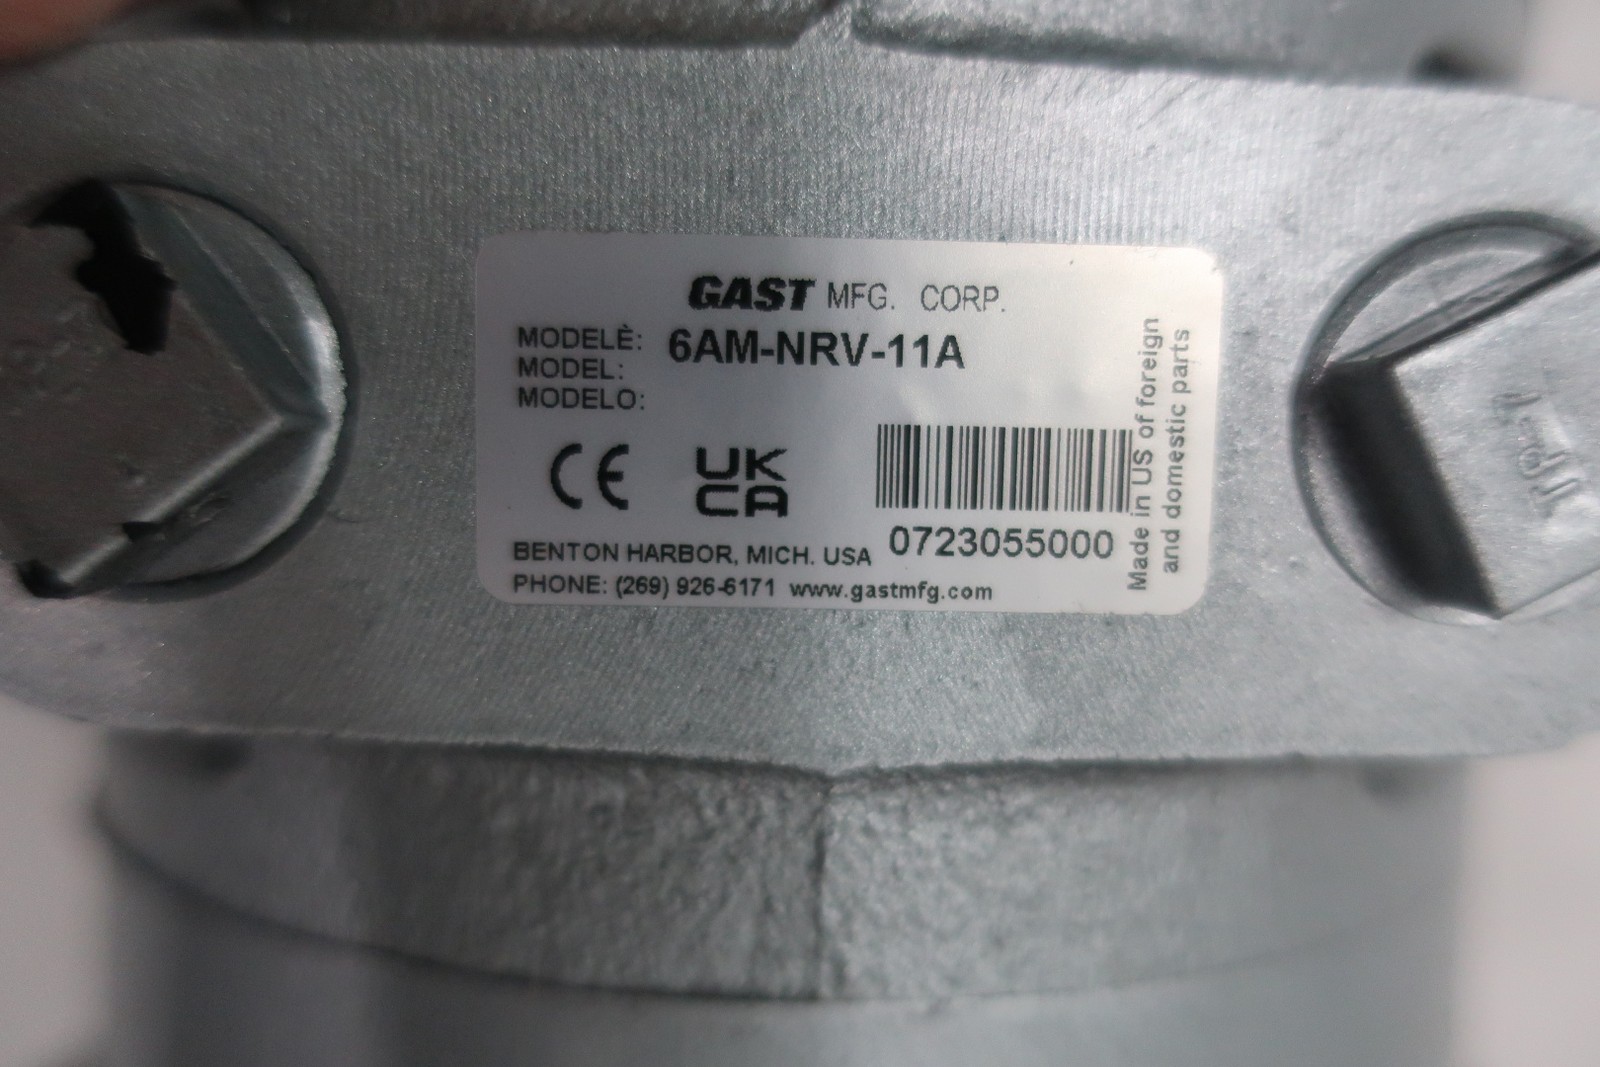 GAST MFG. CORP.
MODELÈ: 6AM-NRV-11A
MODEL:
MODELO:
CE UK
CA
0723055000
BENTON HARBOR, MICH. USA
PHONE: (269) 926-6171 www.gastmfg.com
Made in US of foreign
and domestic parts